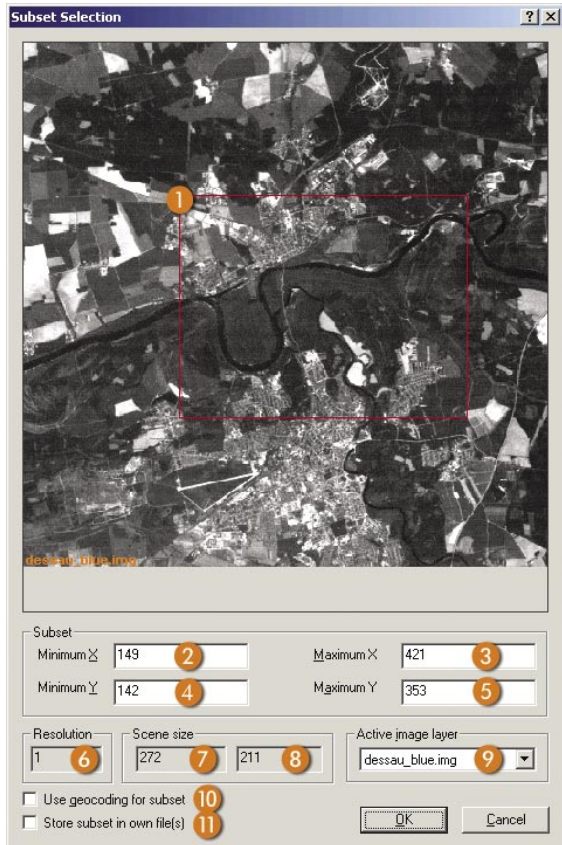 Subset Selection
1
dessau_blue.img
Subset
Minimum X 149 2 Maximum X 421 3
Minimum Y 142 4 Maximum Y 353 5
Resolution Scene size Active image layer
1 6 272 7 211 8 dessau_blue.img 9
Use geocoding for subset 10
Store subset in own file(s) 11
OK Cancel